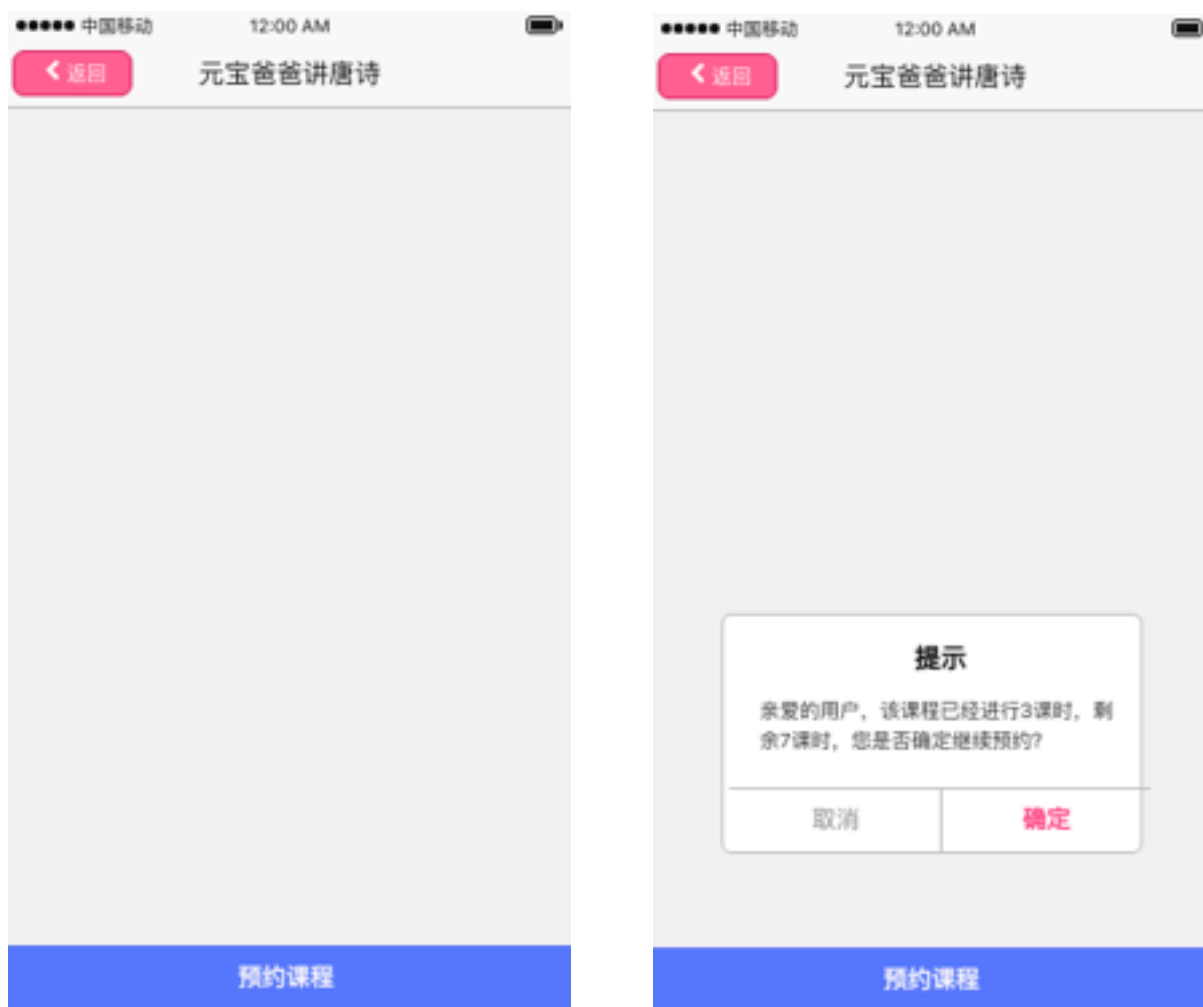 中国移动
12:00 AM
返回
元宝爸爸讲唐诗
预约课程
中国移动
12:00 AM
返回
元宝爸爸讲唐诗
提示
亲爱的用户，该课程已经进行3课时，剩
余7课时，您是否确定继续预约？
取消
确定
预约课程